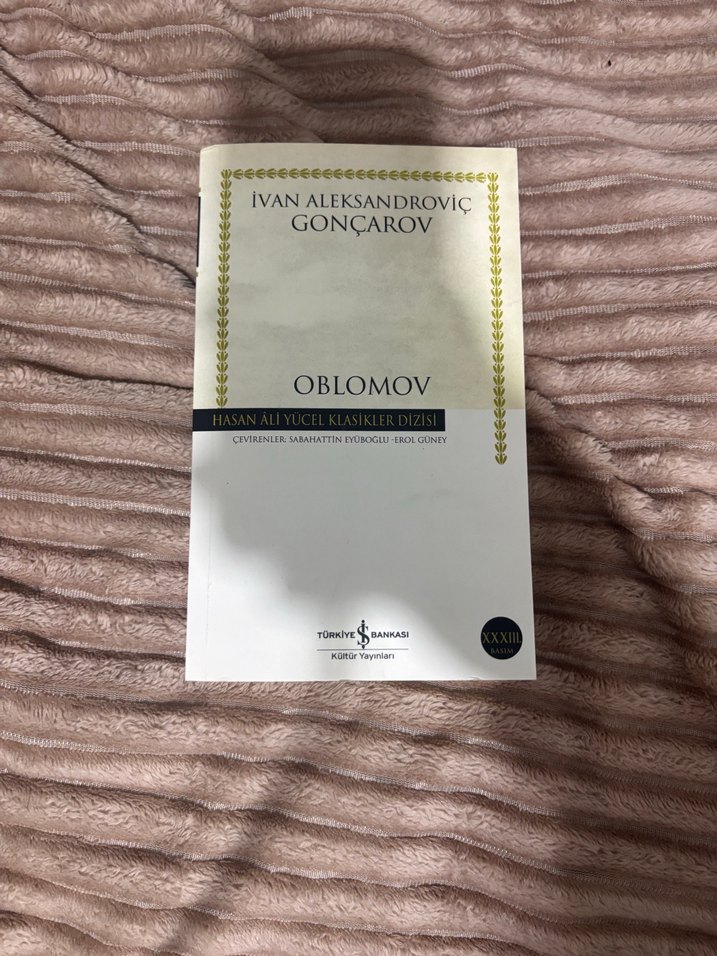 İVAN ALEKSANDROVİÇ
GONÇAROV
OBLOMOV
HASAN ÂLİ YÜCEL KLASİKLER DİZİSİ
ÇEVİRENLER: SABAHATTİN EYÜBOĞLU -EROL GÜNEY
TÜRKİYE İŞ BANKASI
Kültür Yayınları
XXXIII.
BASIM